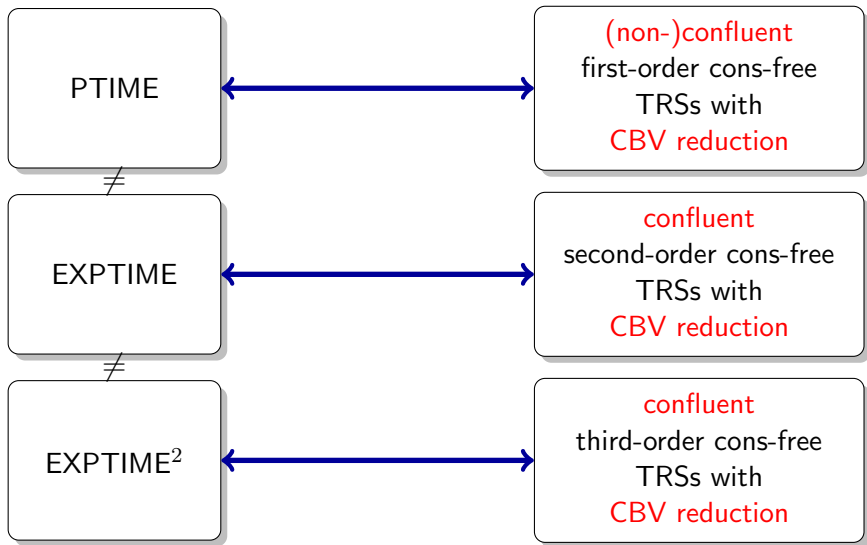 PTIME
(non-)confluent
first-order cons-free
TRSs with
CBV reduction
≠
EXPTIME
confluent
second-order cons-free
TRSs with
CBV reduction
≠
EXPTIME²
confluent
third-order cons-free
TRSs with
CBV reduction